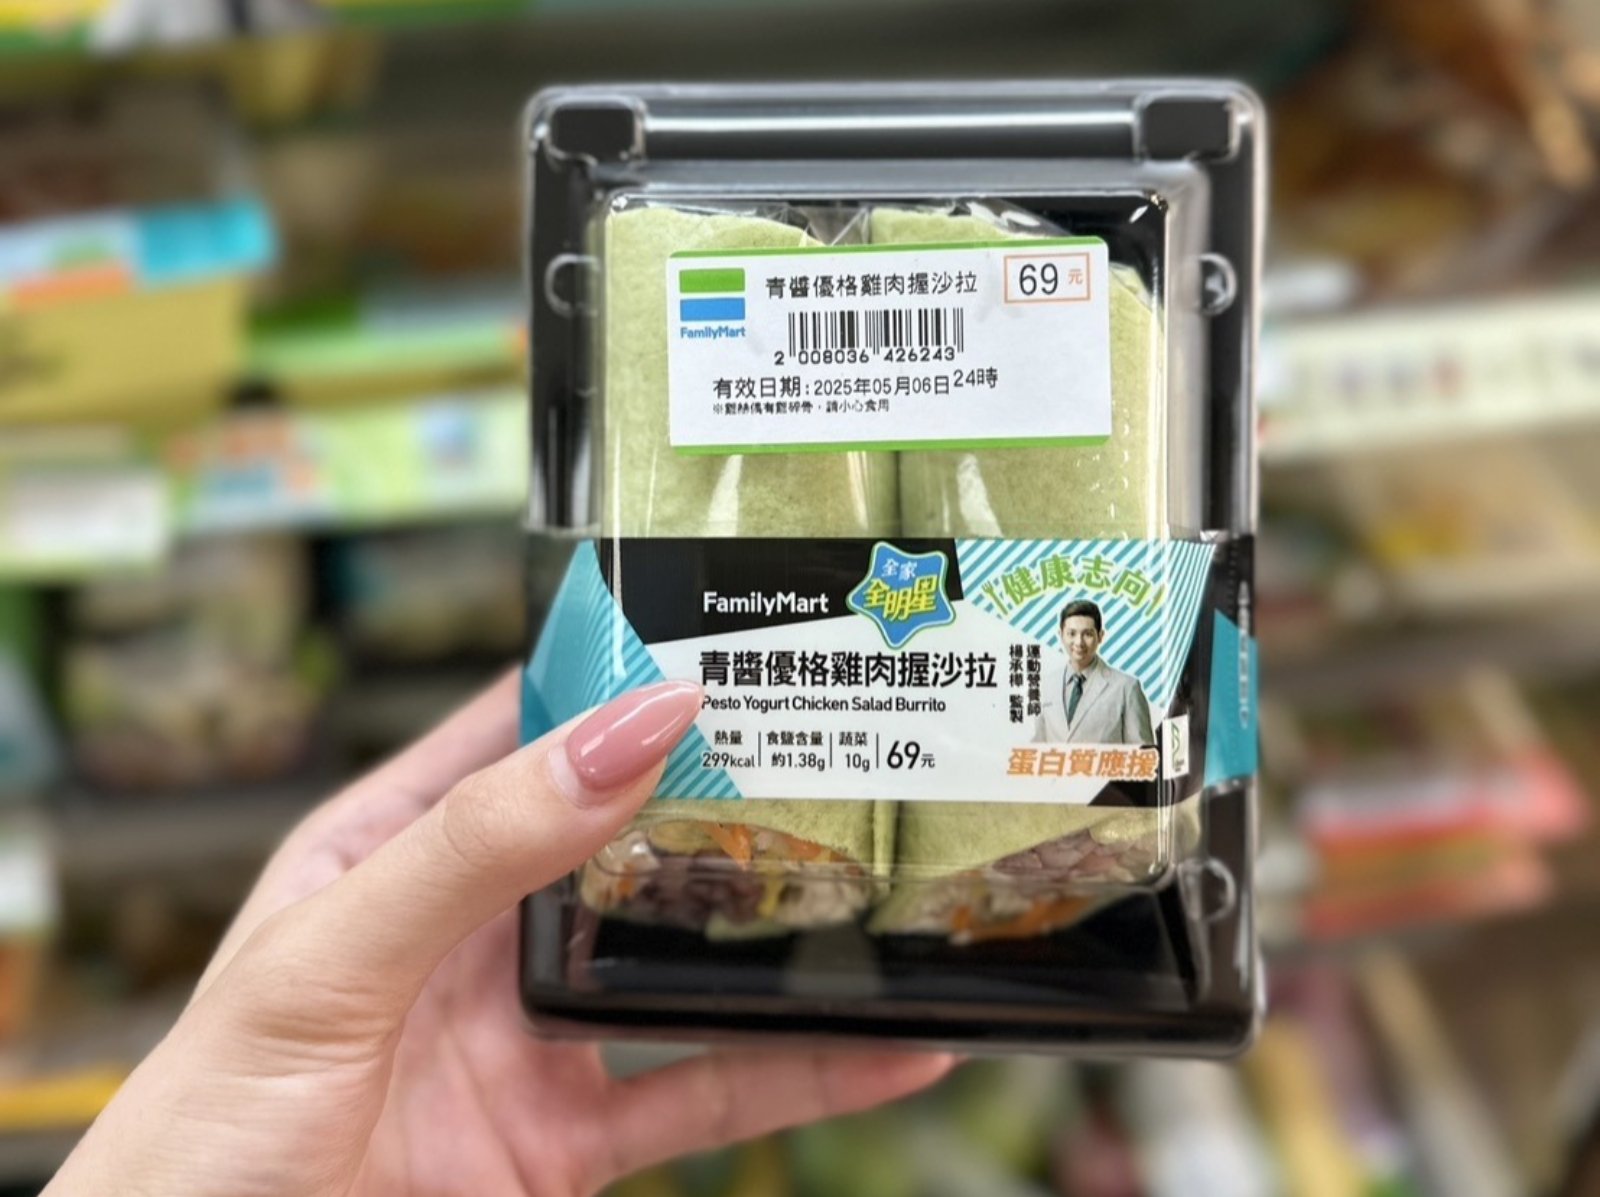 青醬優格雞肉握沙拉
69元
FamilyMart
2 008036 426243
有效日期:2025年05月06日24時
※雞絲偶有雞碎骨,請小心食用
FamilyMart
全家
全明星
健康志向
青醬優格雞肉握沙拉
Pesto Yogurt Chicken Salad Burrito
運動營養師
楊承樺 監製
熱量
299kcal
食鹽含量
約1.38g
蔬菜
10g
69元
蛋白質應援